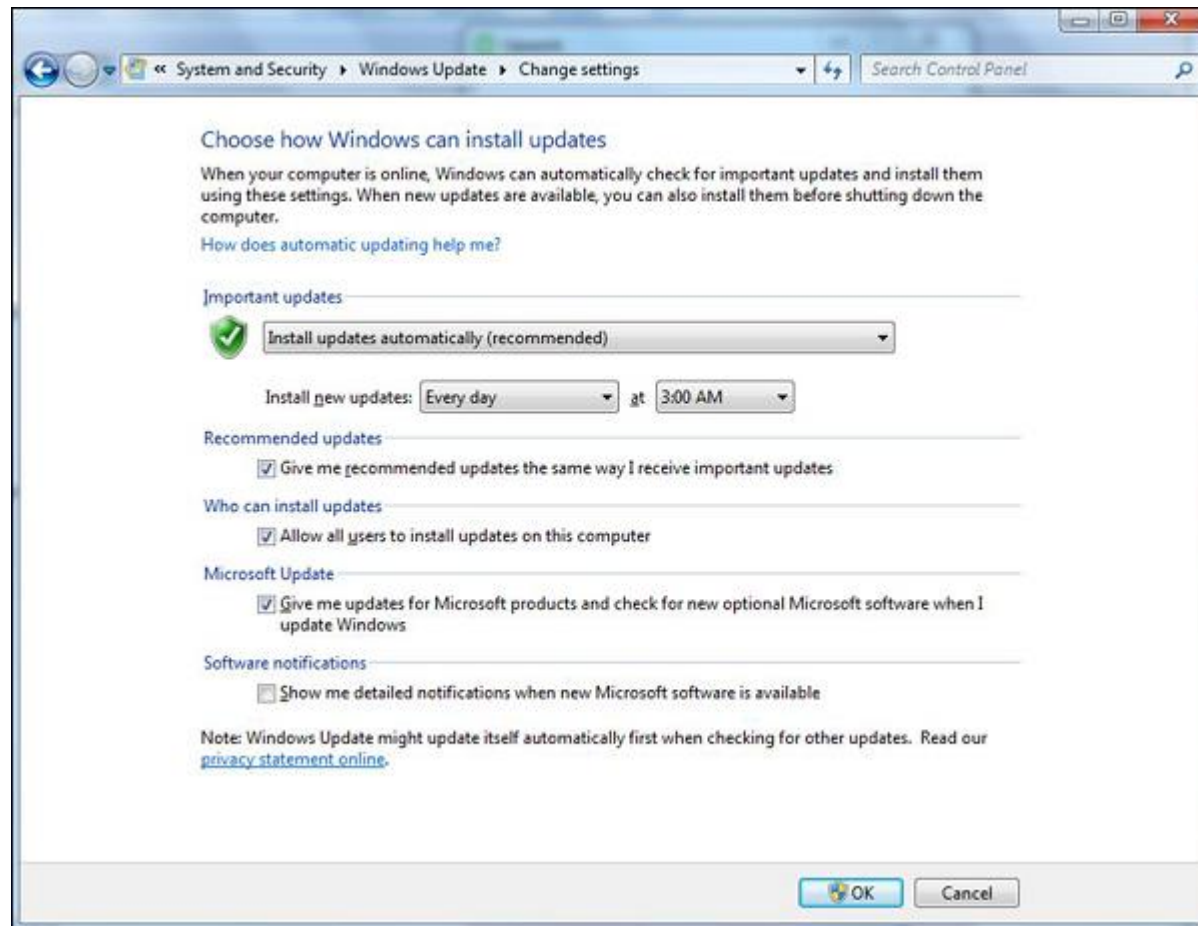 « System and Security ▸ Windows Update ▸ Change settings
Search Control Panel
Choose how Windows can install updates
When your computer is online, Windows can automatically check for important updates and install them
using these settings. When new updates are available, you can also install them before shutting down the
computer.
How does automatic updating help me?
Important updates
Install updates automatically (recommended)
Install new updates: Every day at 3:00 AM
Recommended updates
Give me recommended updates the same way I receive important updates
Who can install updates
Allow all users to install updates on this computer
Microsoft Update
Give me updates for Microsoft products and check for new optional Microsoft software when I
update Windows
Software notifications
Show me detailed notifications when new Microsoft software is available
Note: Windows Update might update itself automatically first when checking for other updates. Read our
privacy statement online.
OK Cancel